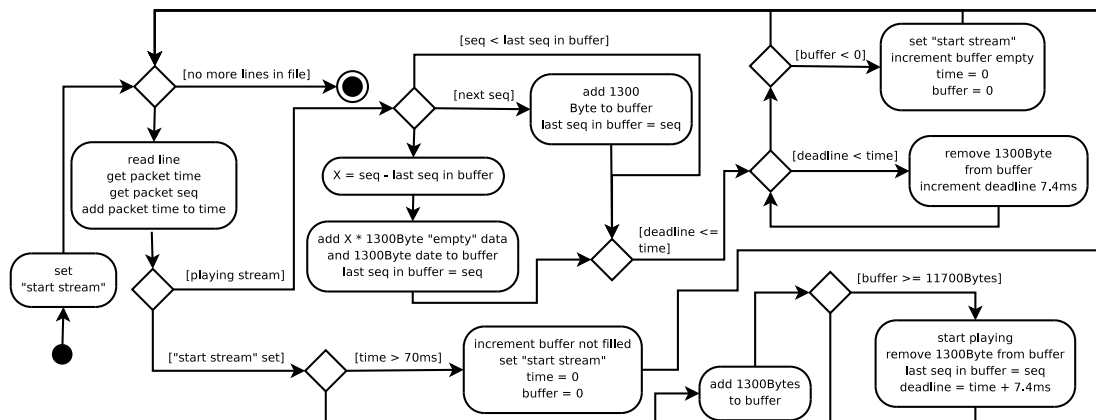 [seq < last seq in buffer]
[buffer < 0]
set "start stream"
increment buffer empty
time = 0
buffer = 0
[no more lines in file]
[next seq]
add 1300
Byte to buffer
last seq in buffer = seq
read line
get packet time
get packet seq
add packet time to time
X = seq - last seq in buffer
[deadline < time]
remove 1300Byte
from buffer
increment deadline 7.4ms
add X * 1300Byte "empty" data
and 1300Byte date to buffer
last seq in buffer = seq
[deadline <=
time]
set
"start stream"
[playing stream]
[buffer >= 11700Bytes]
["start stream" set]
[time > 70ms]
increment buffer not filled
set "start stream"
time = 0
buffer = 0
add 1300Bytes
to buffer
start playing
remove 1300Byte from buffer
last seq in buffer = seq
deadline = time + 7.4ms